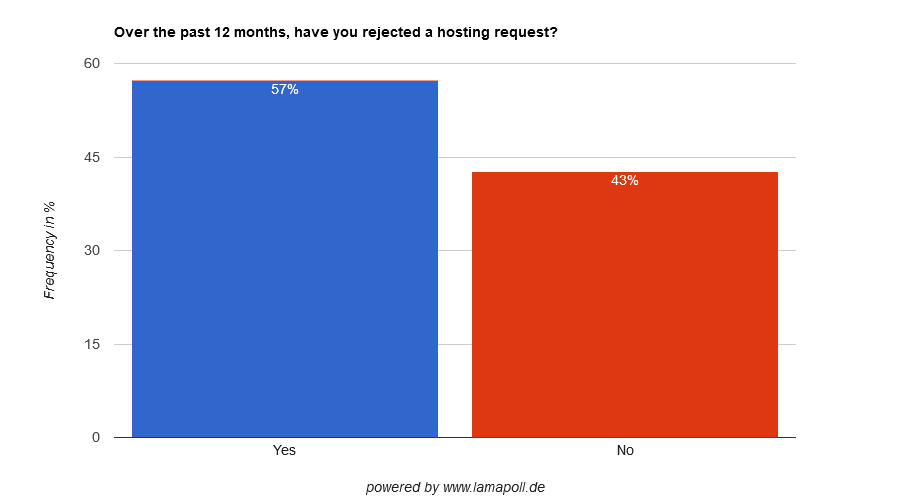 Over the past 12 months, have you rejected a hosting request?
60
57%
45
43%
Frequency in %
30
15
0
Yes
No
powered by www.lamapoll.de